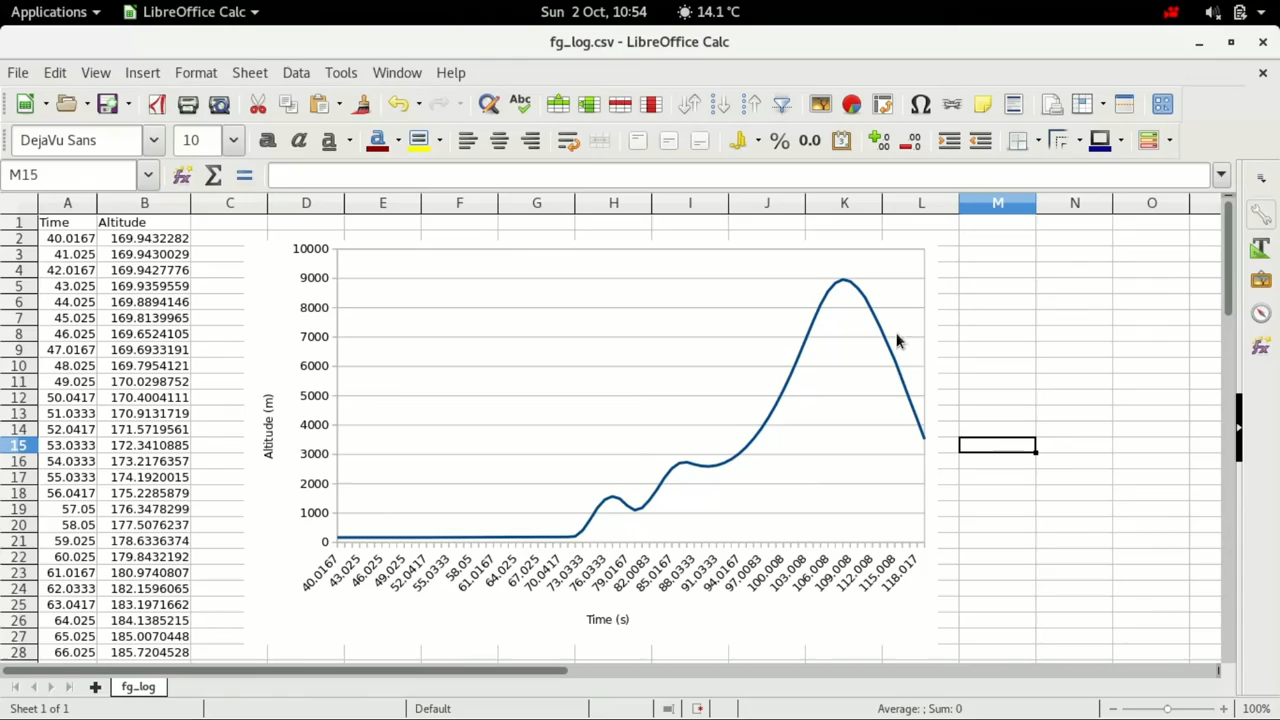 Applications LibreOffice Calc Sun 2 Oct, 10:54 14.1 °C
fg_log.csv - LibreOffice Calc
File Edit View Insert Format Sheet Data Tools Window Help
Abc
DejaVu Sans 10 a a a a % 0.0
M15
A B C D E F G H I J K L M N O
1 Time Altitude
2 40.0167 169.9432282
3 41.025 169.9430029
4 42.0167 169.9427776
5 43.025 169.9359559
6 44.025 169.8894146
7 45.025 169.8139965
8 46.025 169.6524105
9 47.0167 169.6933191
10 48.025 169.7954121
11 49.025 170.0298752
12 50.0417 170.4004111
13 51.0333 170.9131719
14 52.0417 171.5719561
15 53.0333 172.3410885
16 54.0333 173.2176357
17 55.0333 174.1920015
18 56.0417 175.2285879
19 57.05 176.3478299
20 58.05 177.5076237
21 59.025 178.6336374
22 60.025 179.8432192
23 61.0167 180.9740807
24 62.0333 182.1596065
25 63.0417 183.1971662
26 64.025 184.1385215
27 65.025 185.0070448
28 66.025 185.7204528
10000
9000
8000
7000
6000
5000
4000
3000
2000
1000
0
Altitude (m)
40.0167 43.025 46.025 49.025 52.0417 55.0333 58.05 61.0167 64.025 67.025 70.0417 73.0333 76.0333 79.0167 82.0083 85.0167 88.0333 91.0333 94.0167 97.0083 100.008 103.008 106.008 109.008 112.008 115.008 118.017
Time (s)
fg_log
Sheet 1 of 1 Default Average: ; Sum: 0 100%